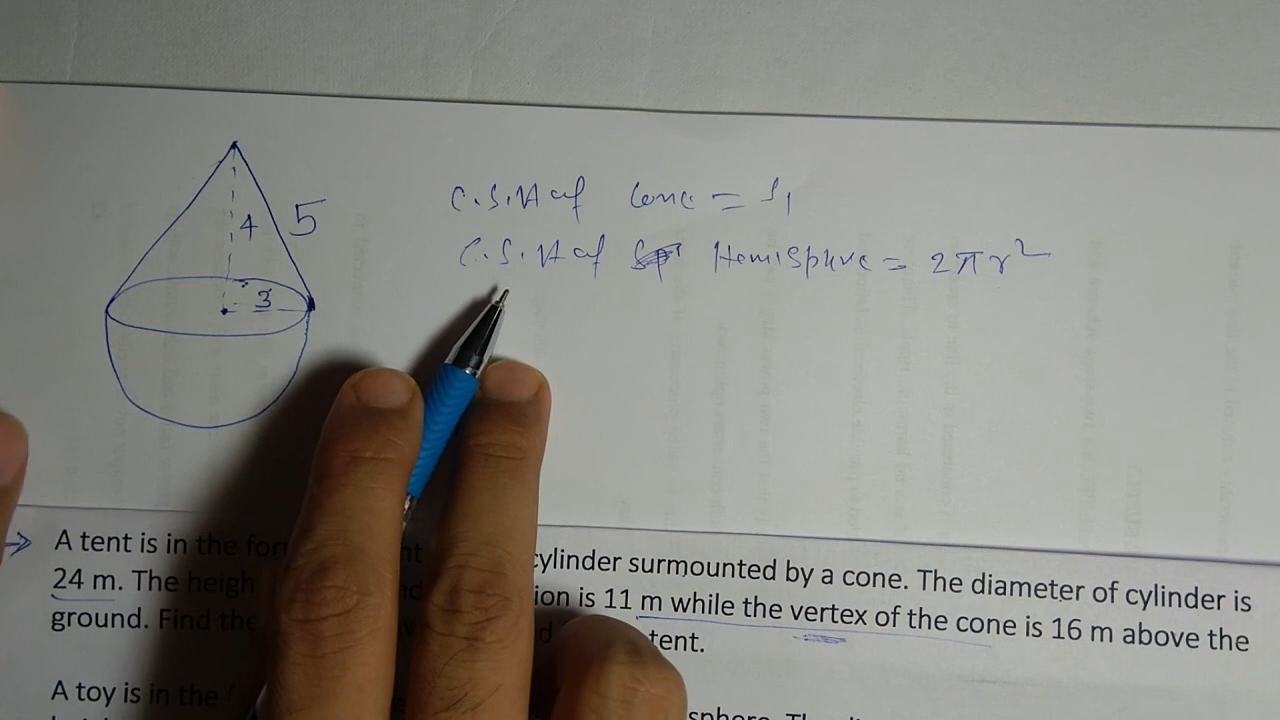 4 5
3
C.S.A of Cone = S1
C.S.A of Hemisphere = 2πr²
→ A tent is in the cylinder surmounted by a cone. The diameter of cylinder is
24 m. The heigh ion is 11 m while the vertex of the cone is 16 m above the
ground. Find the tent.
A toy is in the